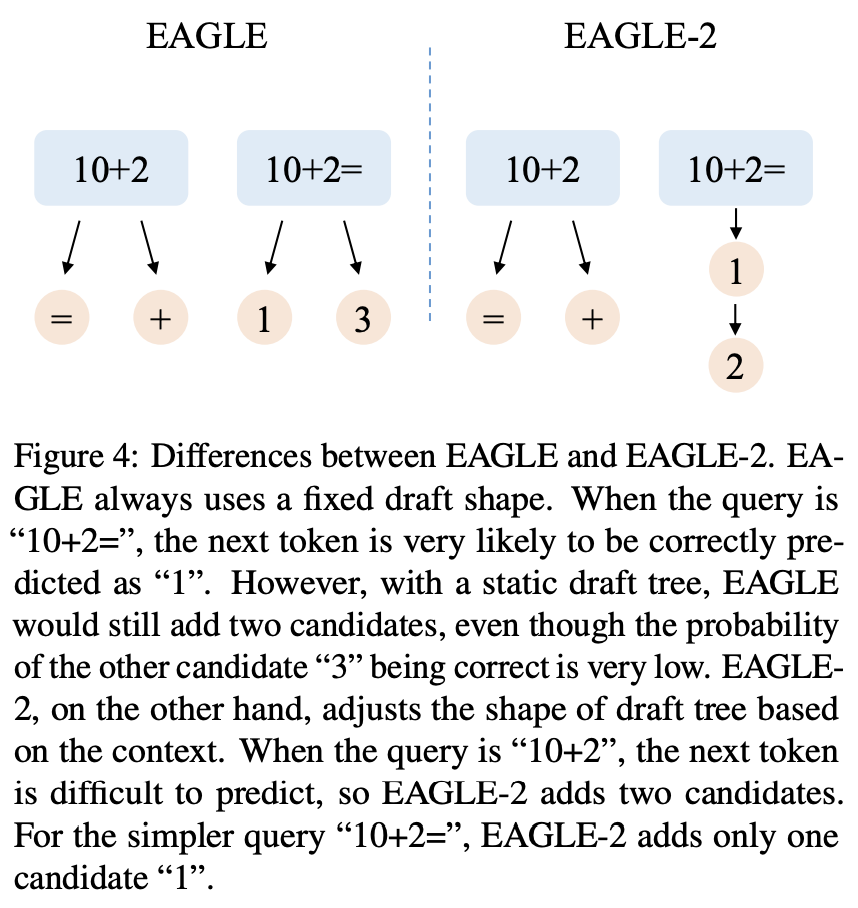 EAGLE
EAGLE-2
10+2
10+2=
10+2
10+2=
=
+
1
3
=
+
1
2
Figure 4: Differences between EAGLE and EAGLE-2. EA-
GLE always uses a fixed draft shape. When the query is
“10+2=”, the next token is very likely to be correctly pre-
dicted as “1”. However, with a static draft tree, EAGLE
would still add two candidates, even though the probability
of the other candidate “3” being correct is very low. EAGLE-
2, on the other hand, adjusts the shape of draft tree based
on the context. When the query is “10+2”, the next token
is difficult to predict, so EAGLE-2 adds two candidates.
For the simpler query “10+2=”, EAGLE-2 adds only one
candidate “1”.